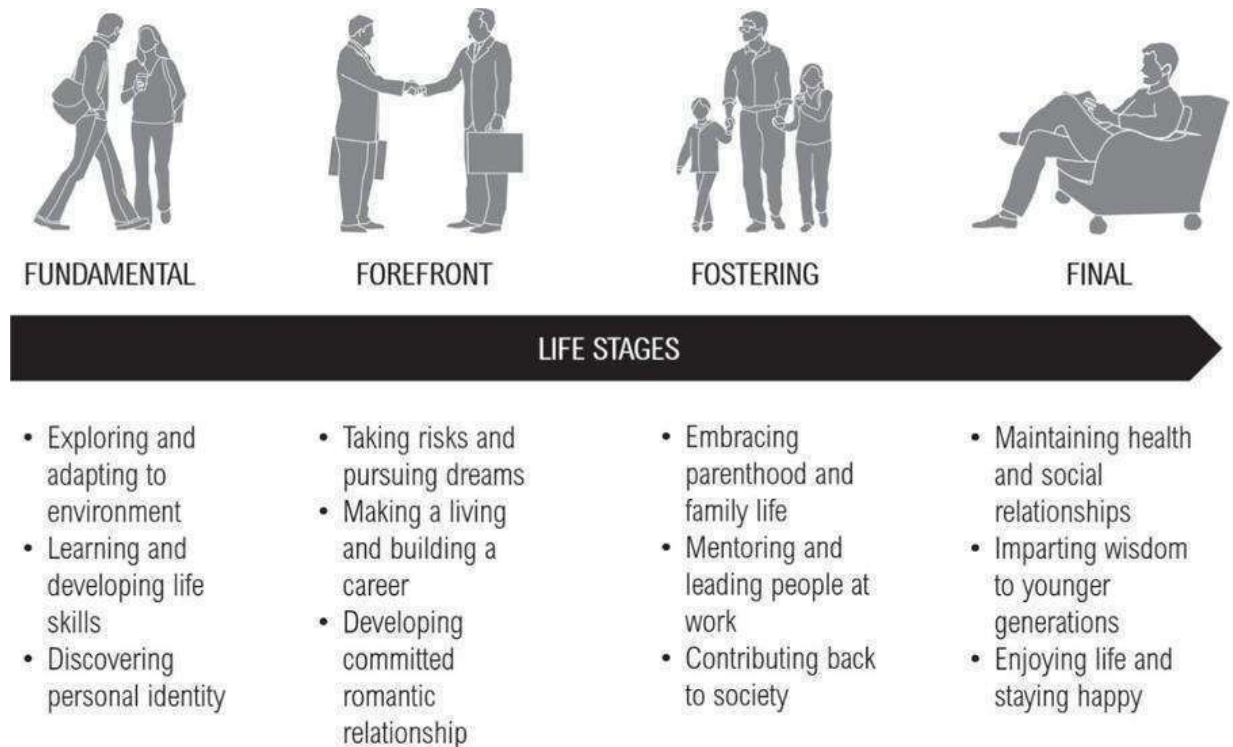 FUNDAMENTAL
FOREFRONT
FOSTERING
FINAL
LIFE STAGES
• Exploring and
adapting to
environment
• Learning and
developing life
skills
• Discovering
personal identity
• Taking risks and
pursuing dreams
• Making a living
and building a
career
• Developing
committed
romantic
relationship
• Embracing
parenthood and
family life
• Mentoring and
leading people at
work
• Contributing back
to society
• Maintaining health
and social
relationships
• Imparting wisdom
to younger
generations
• Enjoying life and
staying happy